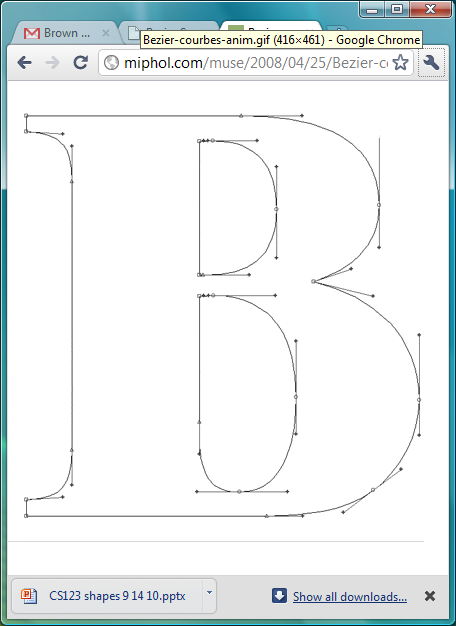 Brown
Bezier-courbes-anim.gif (416×461) - Google Chrome
miphol.com/muse/2008/04/25/Bezier-c
B
CS123 shapes 9 14 10.pptx
Show all downloads...